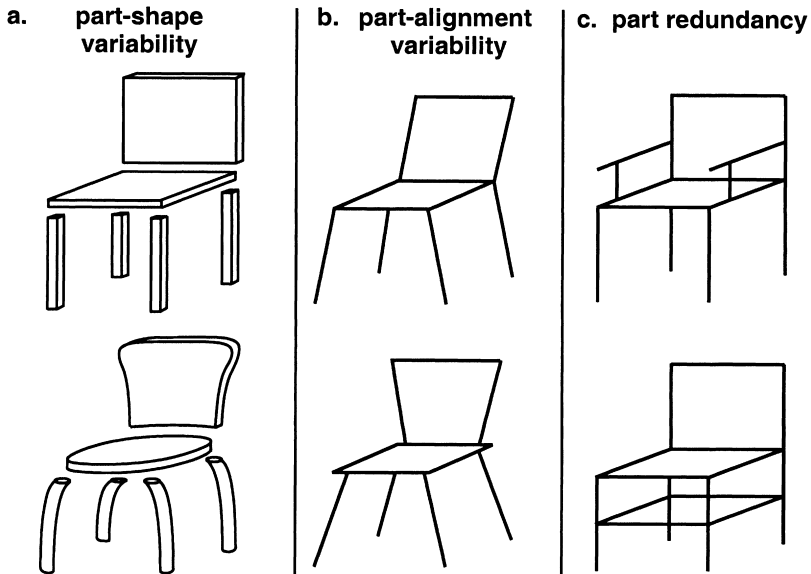 a. part-shape
variability
b. part-alignment
variability
c. part redundancy